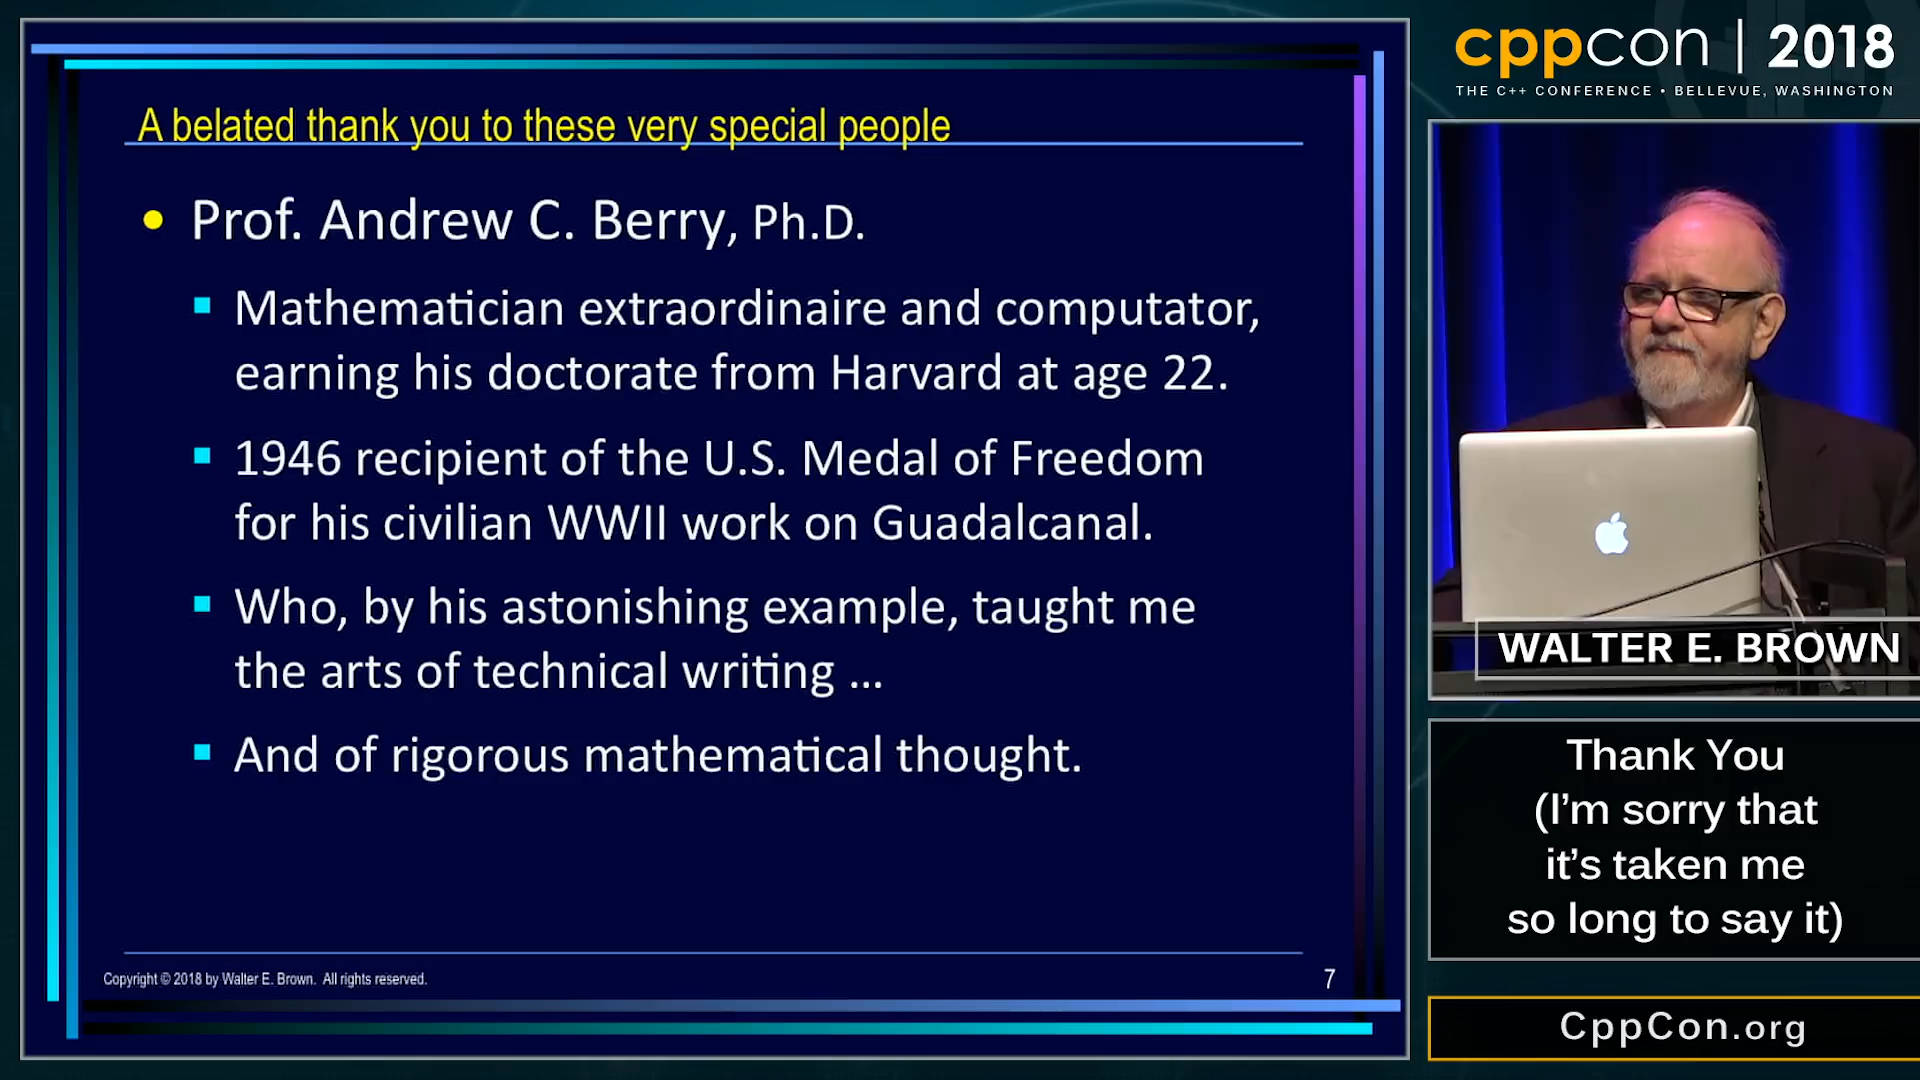 A belated thank you to these very special people
• Prof. Andrew C. Berry, Ph.D.
▪ Mathematician extraordinaire and computator,
earning his doctorate from Harvard at age 22.
▪ 1946 recipient of the U.S. Medal of Freedom
for his civilian WWII work on Guadalcanal.
▪ Who, by his astonishing example, taught me
the arts of technical writing ...
▪ And of rigorous mathematical thought.
Copyright © 2018 by Walter E. Brown. All rights reserved.
7
cppcon | 2018
THE C++ CONFERENCE • BELLEVUE, WASHINGTON
WALTER E. BROWN
Thank You
(I'm sorry that
it's taken me
so long to say it)
CppCon.org